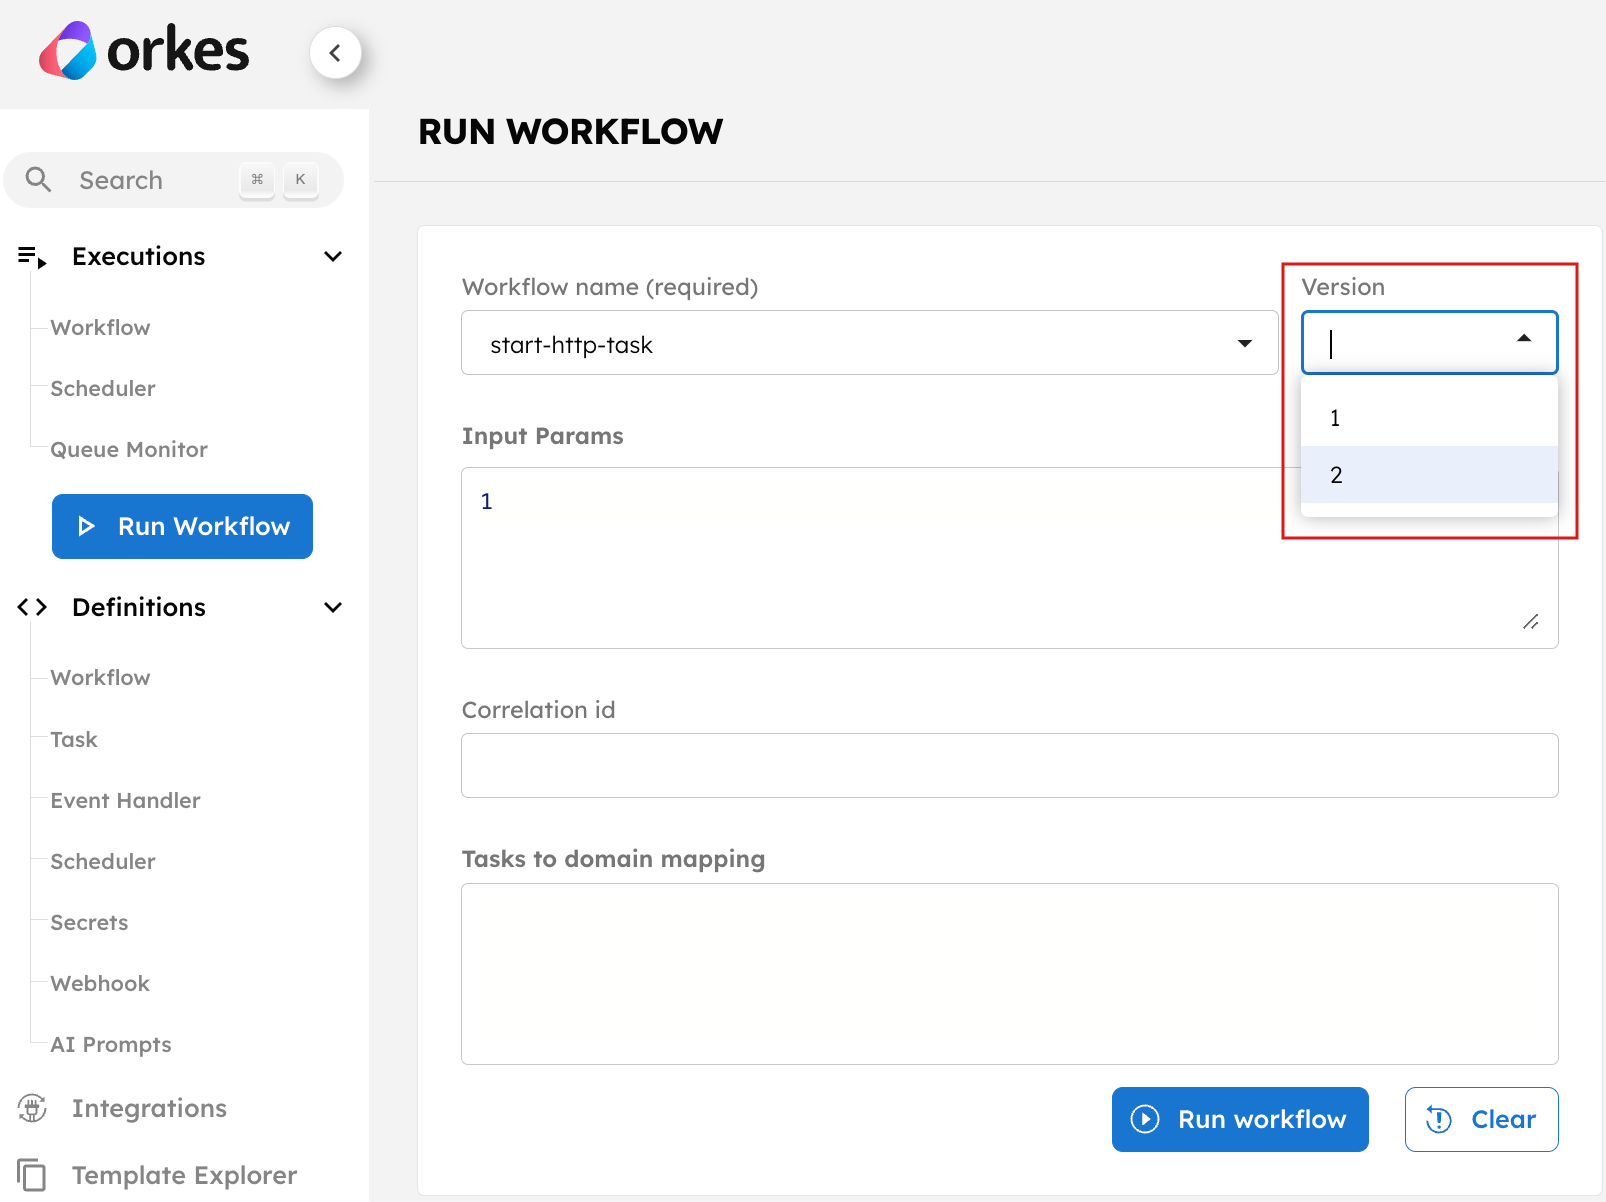 orkes
Search ⌘ K
Executions
Workflow
Scheduler
Queue Monitor
Run Workflow
Definitions
Workflow
Task
Event Handler
Scheduler
Secrets
Webhook
AI Prompts
Integrations
Template Explorer
RUN WORKFLOW
Workflow name (required)
start-http-task
Version
1
2
Input Params
1
Correlation id
Tasks to domain mapping
Run workflow
Clear